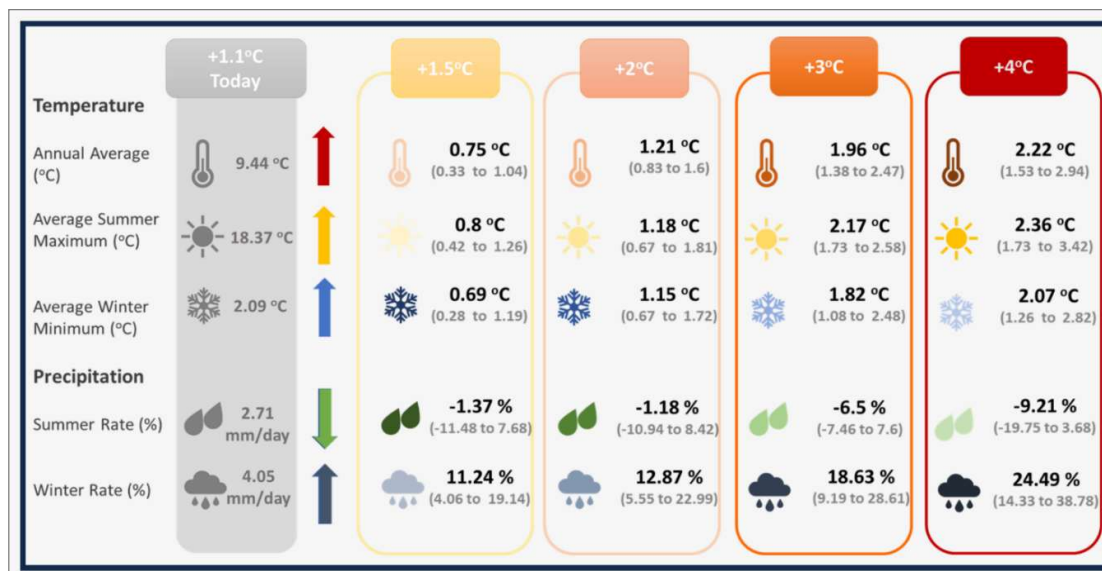 +1.1°C
Today
+1.5°C
+2°C
+3°C
+4°C
Temperature
Annual Average
(°C)
9.44 °C
0.75 °C
(0.33 to 1.04)
1.21 °C
(0.83 to 1.6)
1.96 °C
(1.38 to 2.47)
2.22 °C
(1.53 to 2.94)
Average Summer
Maximum (°C)
18.37 °C
0.8 °C
(0.42 to 1.26)
1.18 °C
(0.67 to 1.81)
2.17 °C
(1.73 to 2.58)
2.36 °C
(1.73 to 3.42)
Average Winter
Minimum (°C)
2.09 °C
0.69 °C
(0.28 to 1.19)
1.15 °C
(0.67 to 1.72)
1.82 °C
(1.08 to 2.48)
2.07 °C
(1.26 to 2.82)
Precipitation
Summer Rate (%)
2.71
mm/day
-1.37 %
(-11.48 to 7.68)
-1.18 %
(-10.94 to 8.42)
-6.5 %
(-7.46 to 7.6)
-9.21 %
(-19.75 to 3.68)
Winter Rate (%)
4.05
mm/day
11.24 %
(4.06 to 19.14)
12.87 %
(5.55 to 22.99)
18.63 %
(9.19 to 28.61)
24.49 %
(14.33 to 38.78)